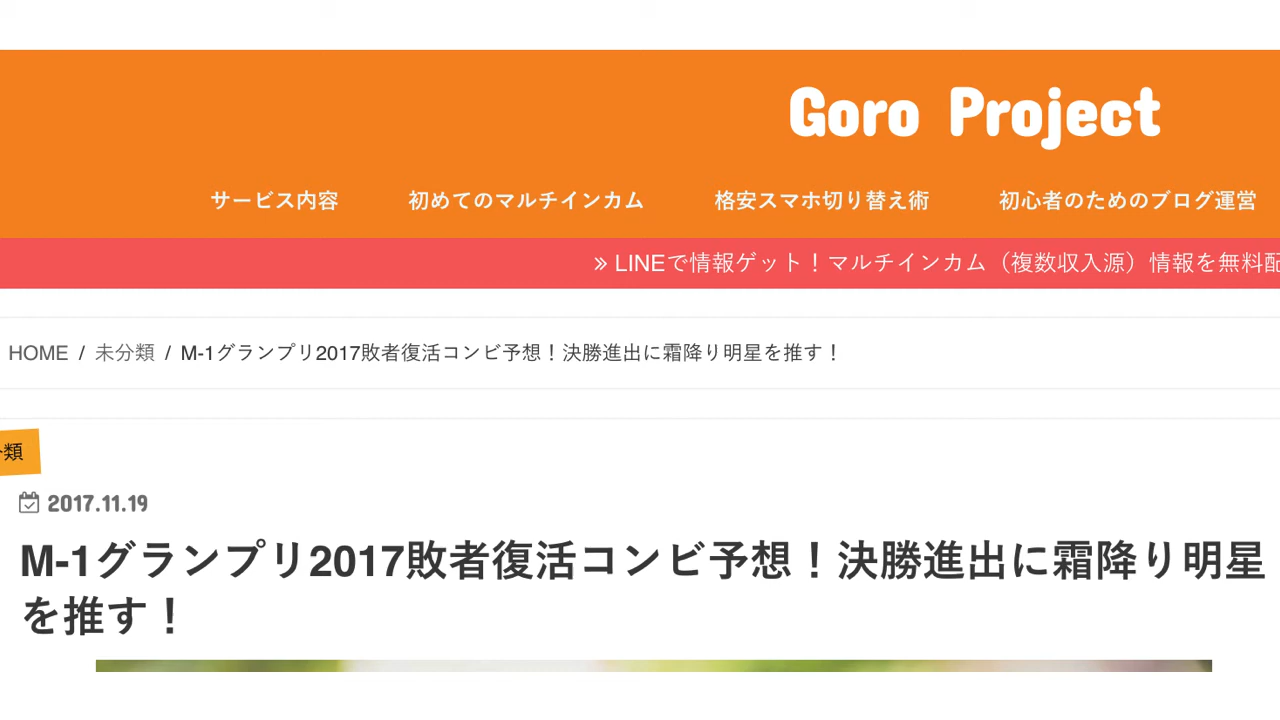 Goro Project
サービス内容 初めてのマルチインカム 格安スマホ切り替え術 初心者のためのブログ運営
» LINEで情報ゲット！マルチインカム（複数収入源）情報を無料配
HOME / 未分類 / M-1グランプリ2017敗者復活コンビ予想！決勝進出に霜降り明星を推す！
分類
2017.11.19
M-1グランプリ2017敗者復活コンビ予想！決勝進出に霜降り明星
を推す！